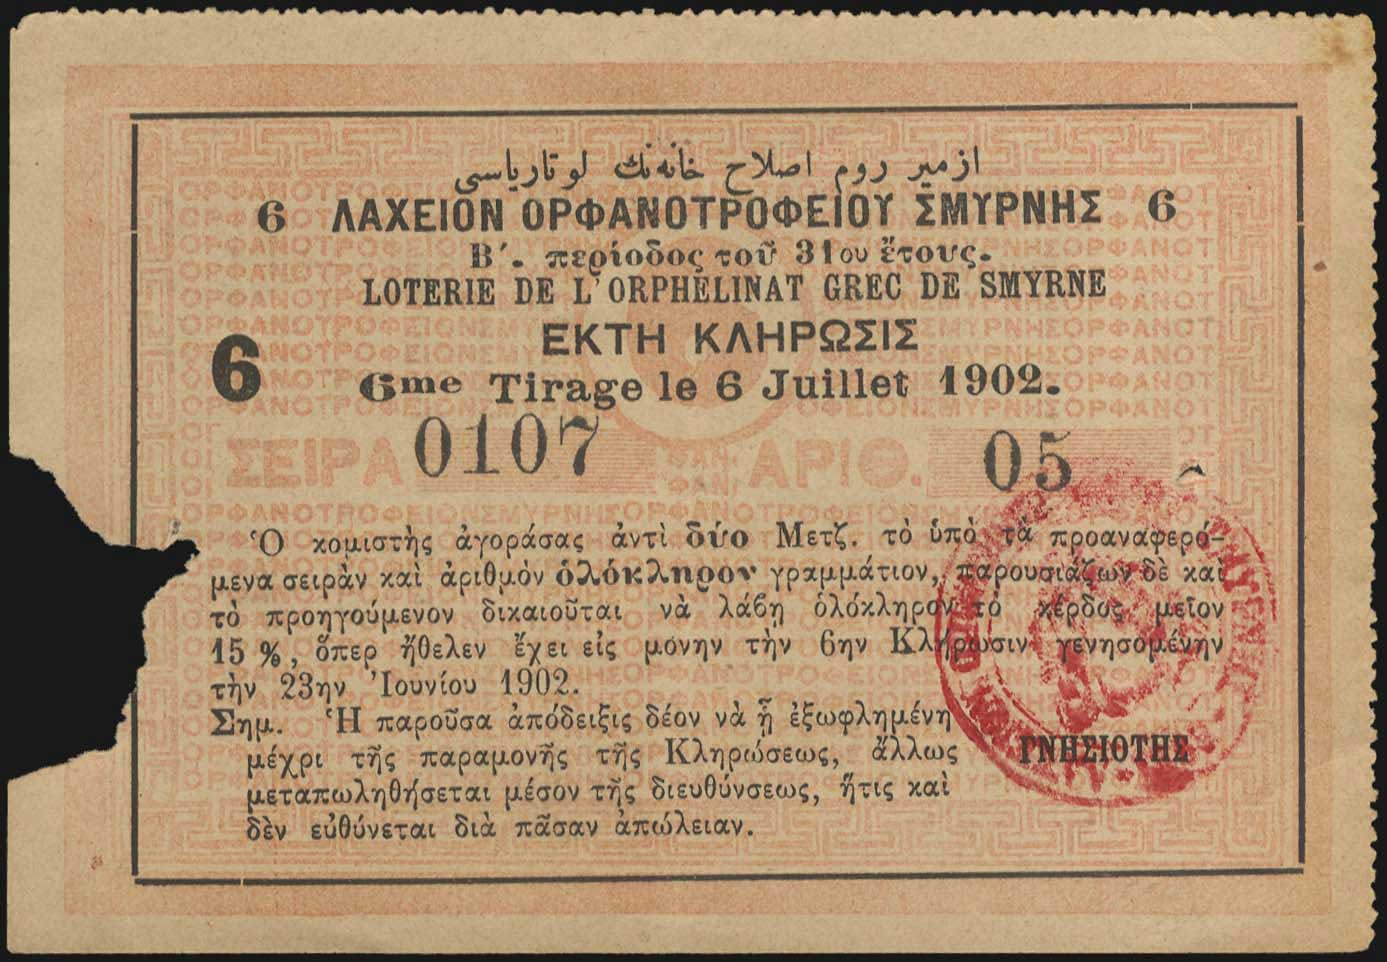 ازمير روم اصلاح خانه‌نك لوتارياسى
6 ΛΑΧΕΙΟΝ ΟΡΦΑΝΟΤΡΟΦΕΙΟΥ ΣΜΥΡΝΗΣ 6
Β′. περίοδος τοῦ 31ου ἔτους.
LOTERIE DE L'ORPHELINAT GREC DE SMYRNE
ΕΚΤΗ ΚΛΗΡΩΣΙΣ
6 6me Tirage le 6 Juillet 1902.
ΣΕΙΡΑ 0107 ΑΡΙΘ. 05
Ὁ κομιστὴς ἀγοράσας ἀντὶ δύο Μετζ. τὸ ὑπὸ τὰ προαναφερό-
μενα σειρὰν καὶ ἀριθμὸν ὁλόκληρον γραμμάτιον, παρουσιάζων δὲ καὶ
τὸ προηγούμενον δικαιοῦται νὰ λάβῃ ὁλόκληρον τὸ κέρδος μεῖον
15 %, ὅπερ ἤθελεν ἔχει εἰς μόνην τὴν 6ην Κλήρωσιν γενησομένην
τὴν 23ην Ἰουνίου 1902.
Σημ. Ἡ παροῦσα ἀπόδειξις δέον νὰ ᾖ ἐξωφλημένη
μέχρι τῆς παραμονῆς τῆς Κληρώσεως, ἄλλως
μεταπωληθήσεται μέσον τῆς διευθύνσεως, ἥτις καὶ
δὲν εὐθύνεται διὰ πᾶσαν ἀπώλειαν.
ΓΝΗΣΙΟΤΗΣ